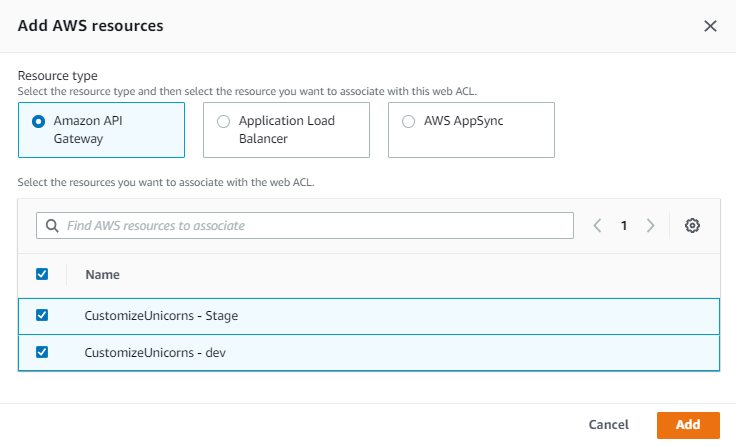 Add AWS resources
Resource type
Select the resource type and then select the resource you want to associate with this web ACL.
Amazon API
Gateway
Application Load
Balancer
AWS AppSync
Select the resources you want to associate with the web ACL.
Find AWS resources to associate
1
Name
CustomizeUnicorns - Stage
CustomizeUnicorns - dev
Cancel
Add